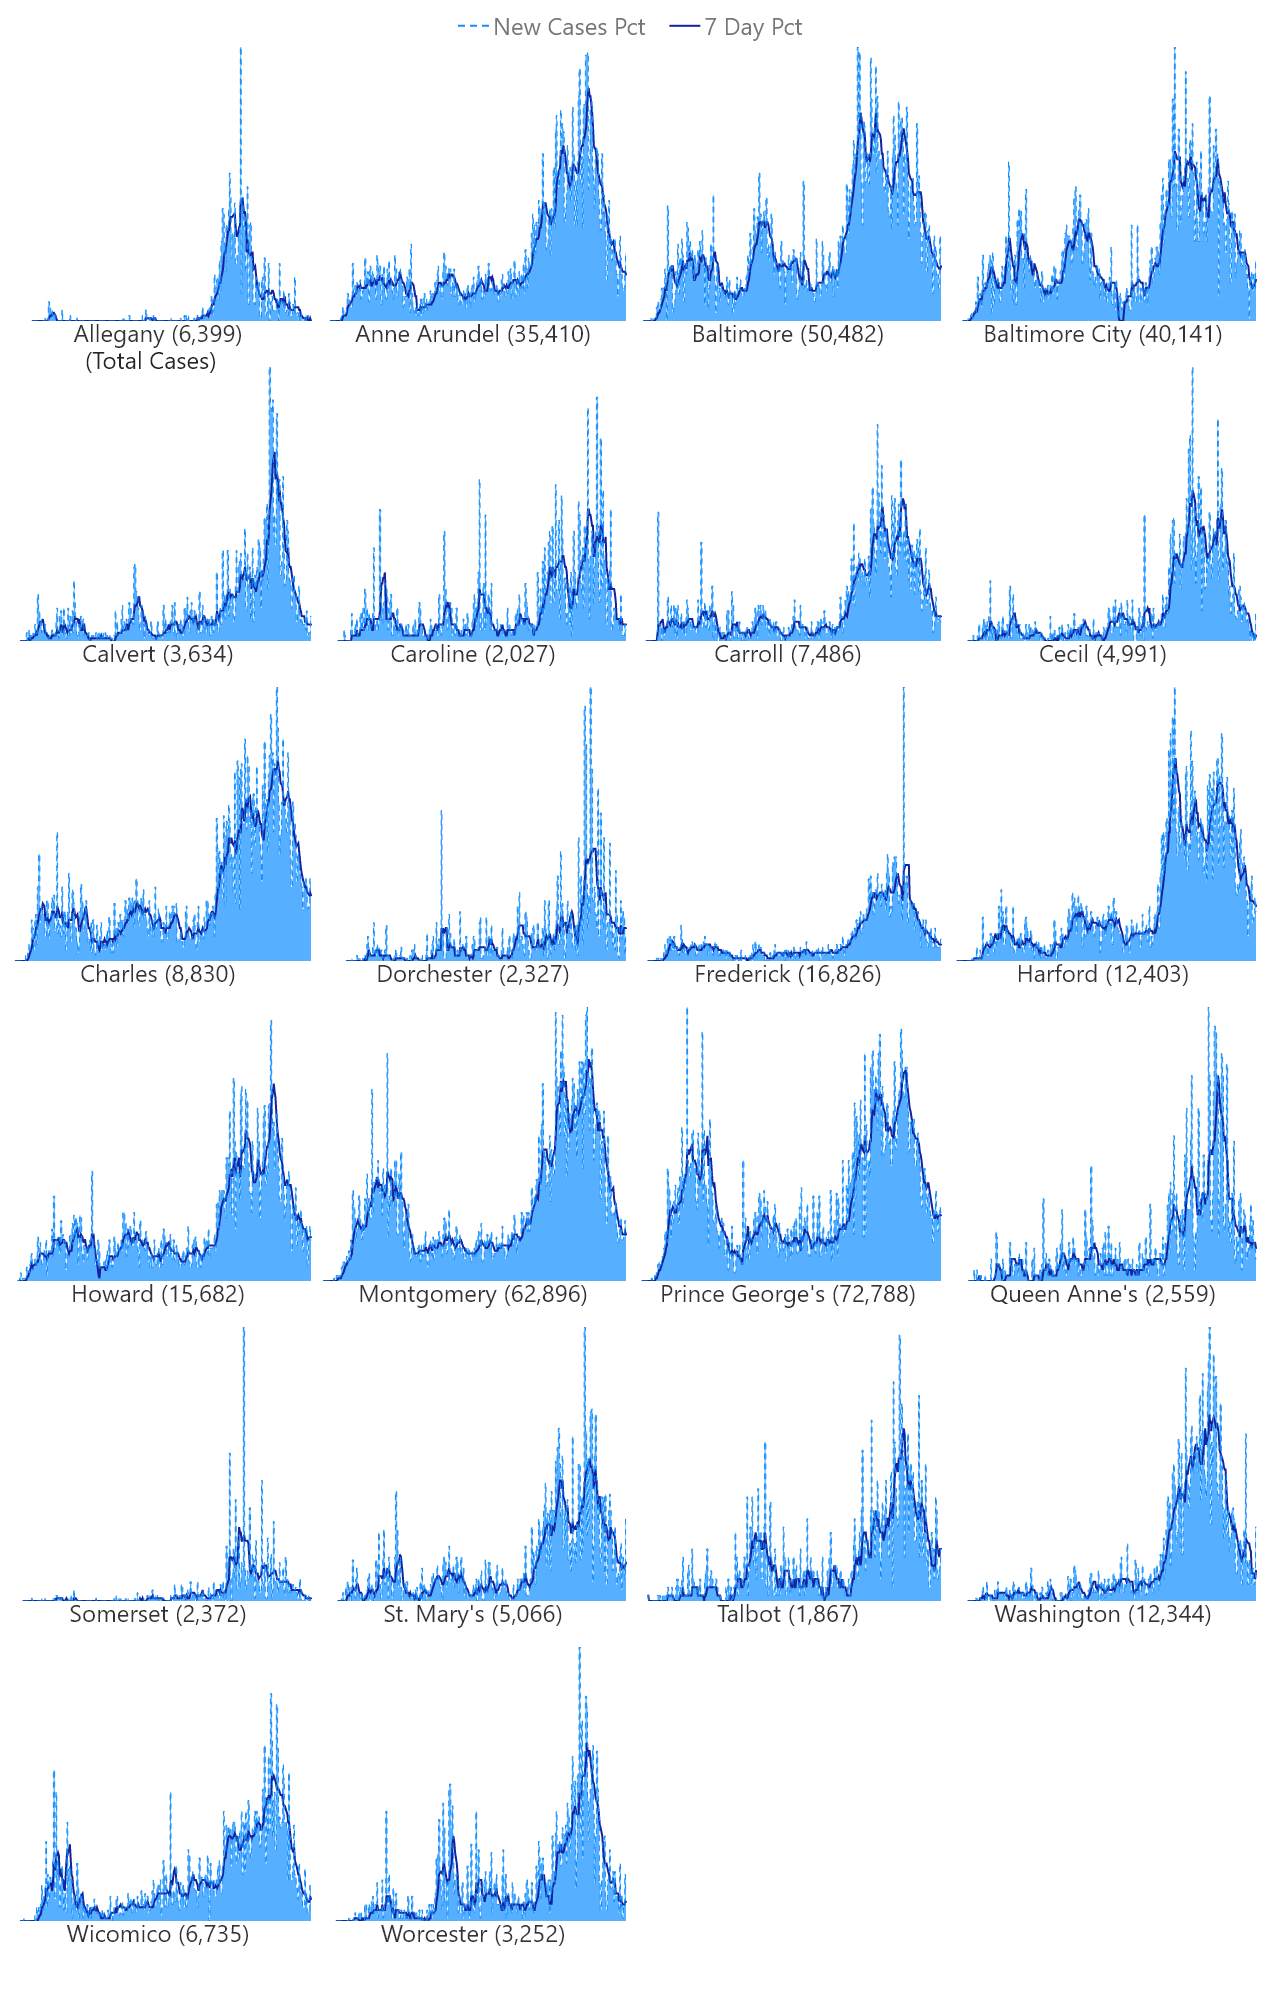 New Cases Pct 7 Day Pct
Allegany (6,399) Anne Arundel (35,410) Baltimore (50,482) Baltimore City (40,141)
(Total Cases)
Calvert (3,634) Caroline (2,027) Carroll (7,486) Cecil (4,991)
Charles (8,830) Dorchester (2,327) Frederick (16,826) Harford (12,403)
Howard (15,682) Montgomery (62,896) Prince George's (72,788) Queen Anne's (2,559)
Somerset (2,372) St. Mary's (5,066) Talbot (1,867) Washington (12,344)
Wicomico (6,735) Worcester (3,252)